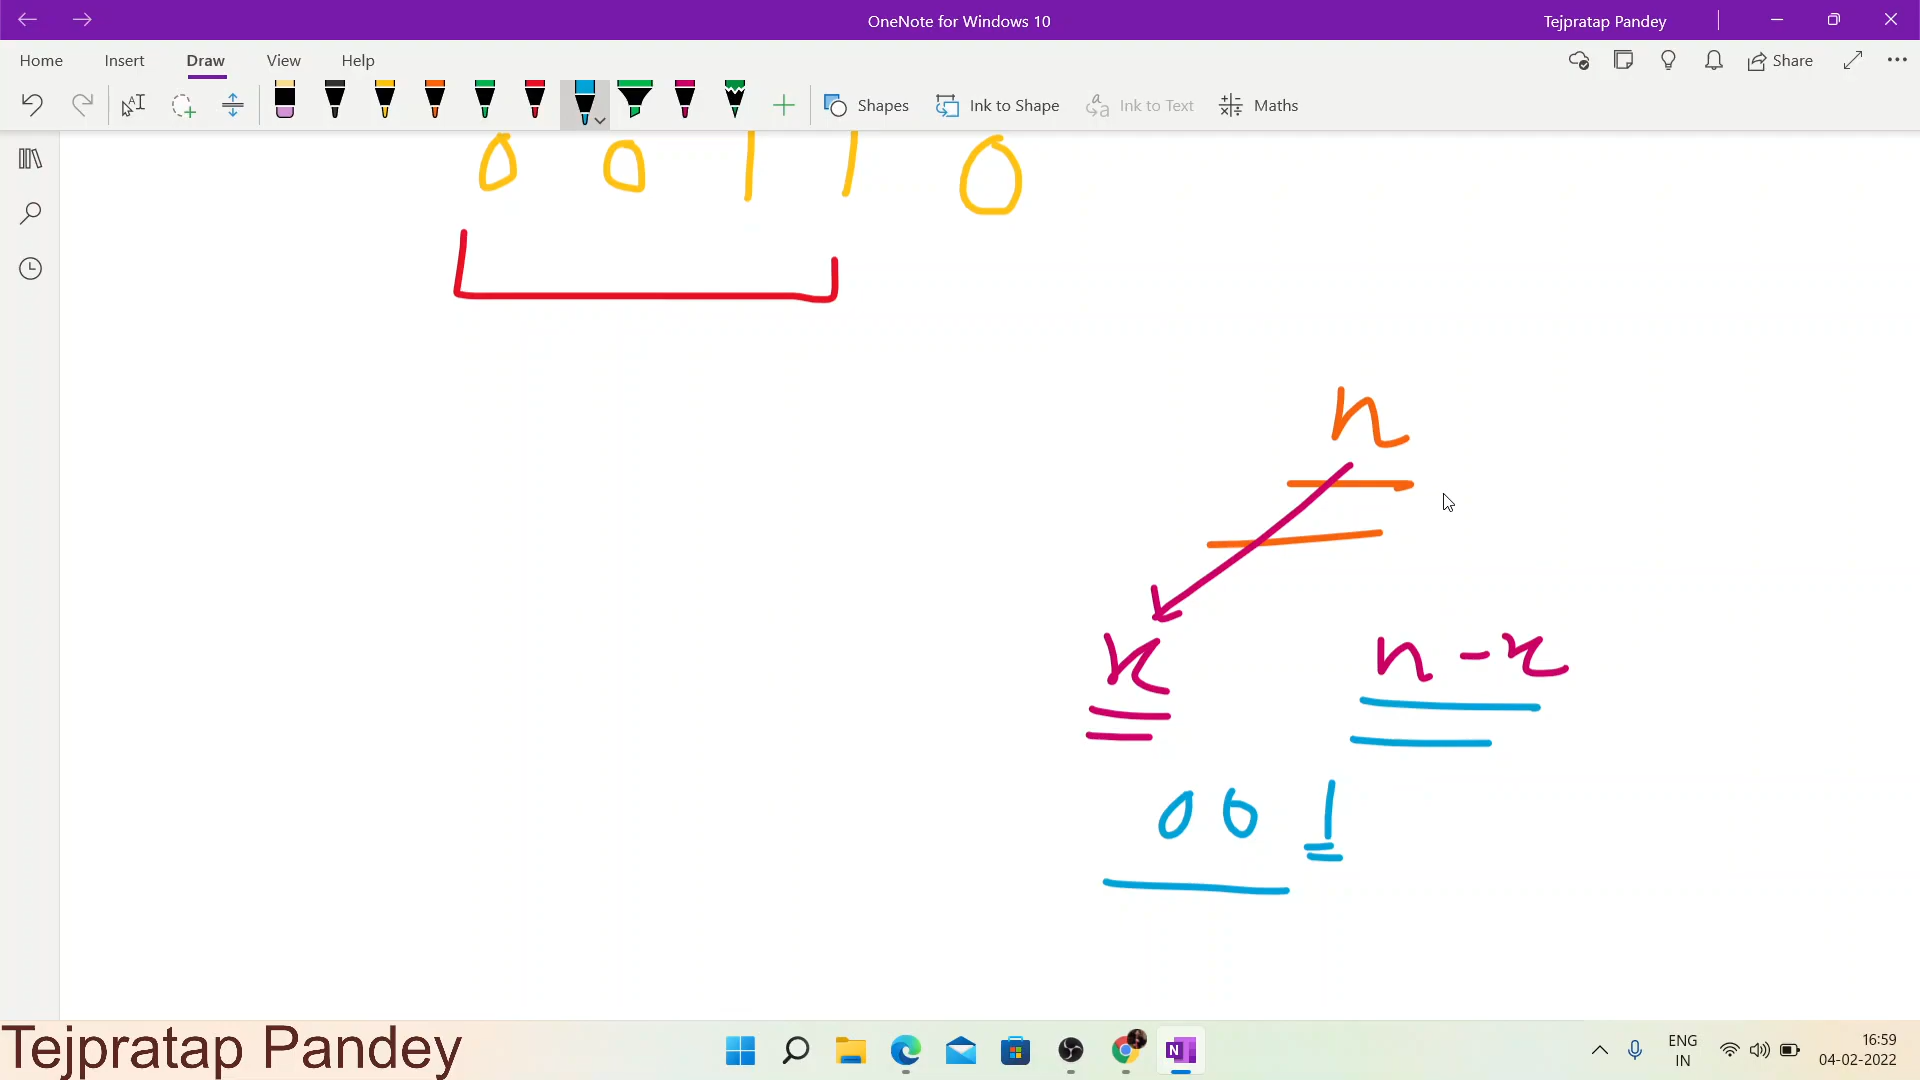 OneNote for Windows 10
Tejpratap Pandey
Home Insert Draw View Help
Share
Shapes Ink to Shape Ink to Text Maths
0 0 1 1 0
n
x n-x
0 0 1
Tejpratap Pandey
ENG
IN
16:59
04-02-2022